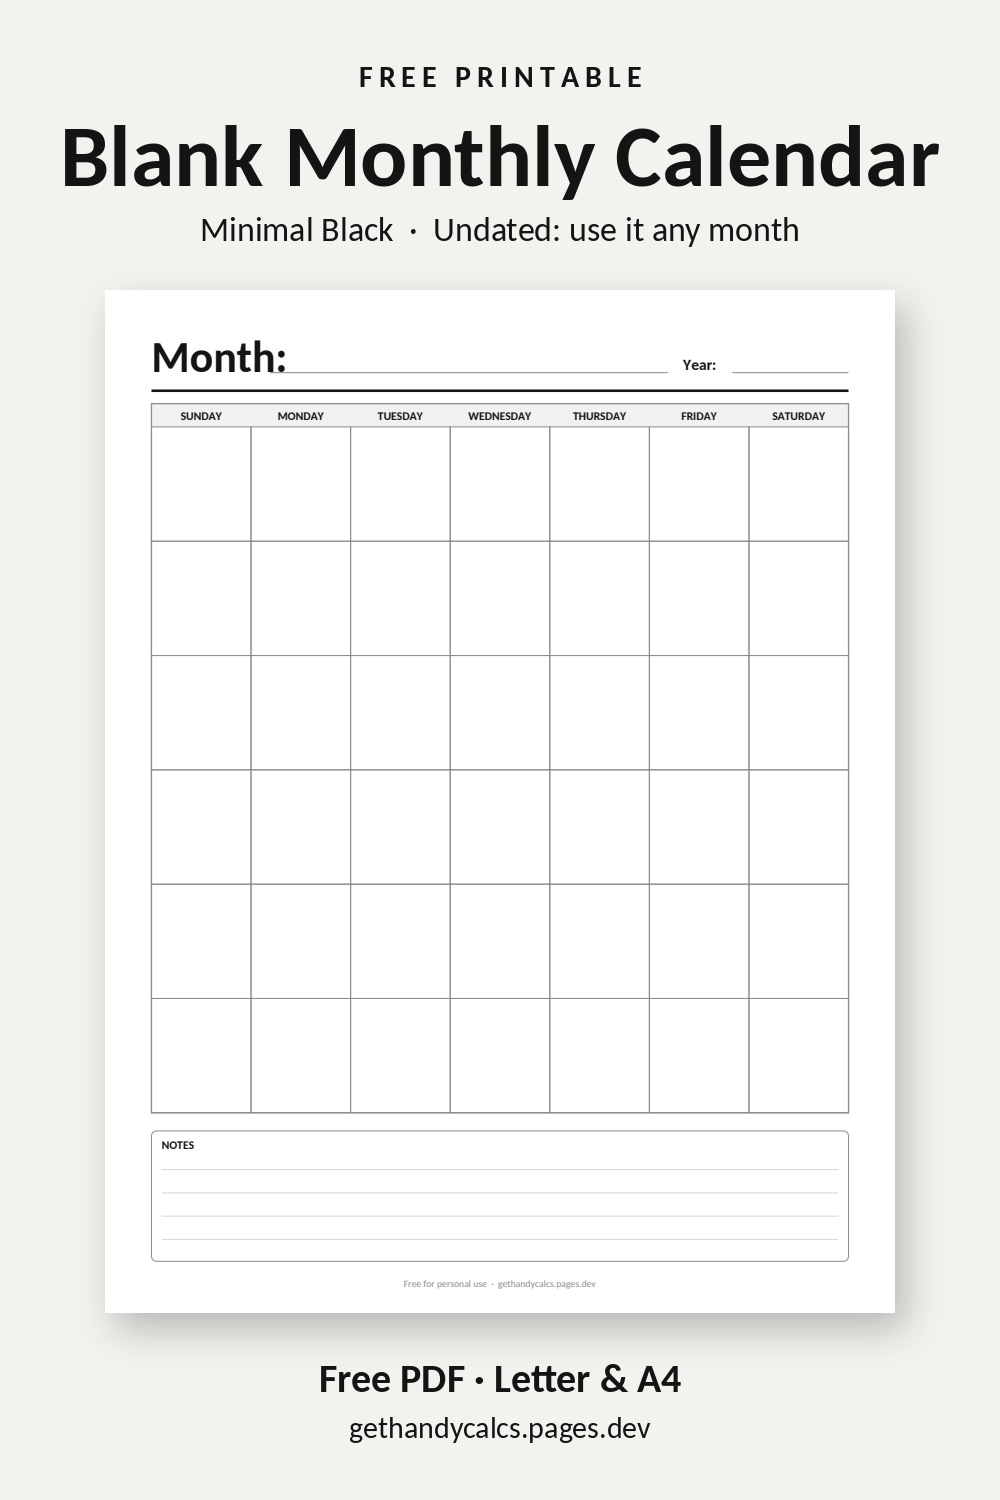 FREE PRINTABLE
Blank Monthly Calendar
Minimal Black · Undated: use it any month
Month: Year:
SUNDAY MONDAY TUESDAY WEDNESDAY THURSDAY FRIDAY SATURDAY
NOTES
Free for personal use · gethandycalcs.pages.dev
Free PDF · Letter & A4
gethandycalcs.pages.dev